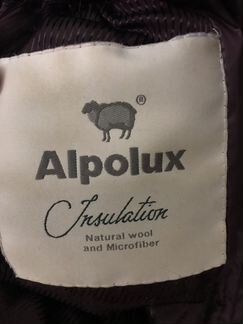 ®
Alpolux
Insulation
Natural wool
and Microfiber